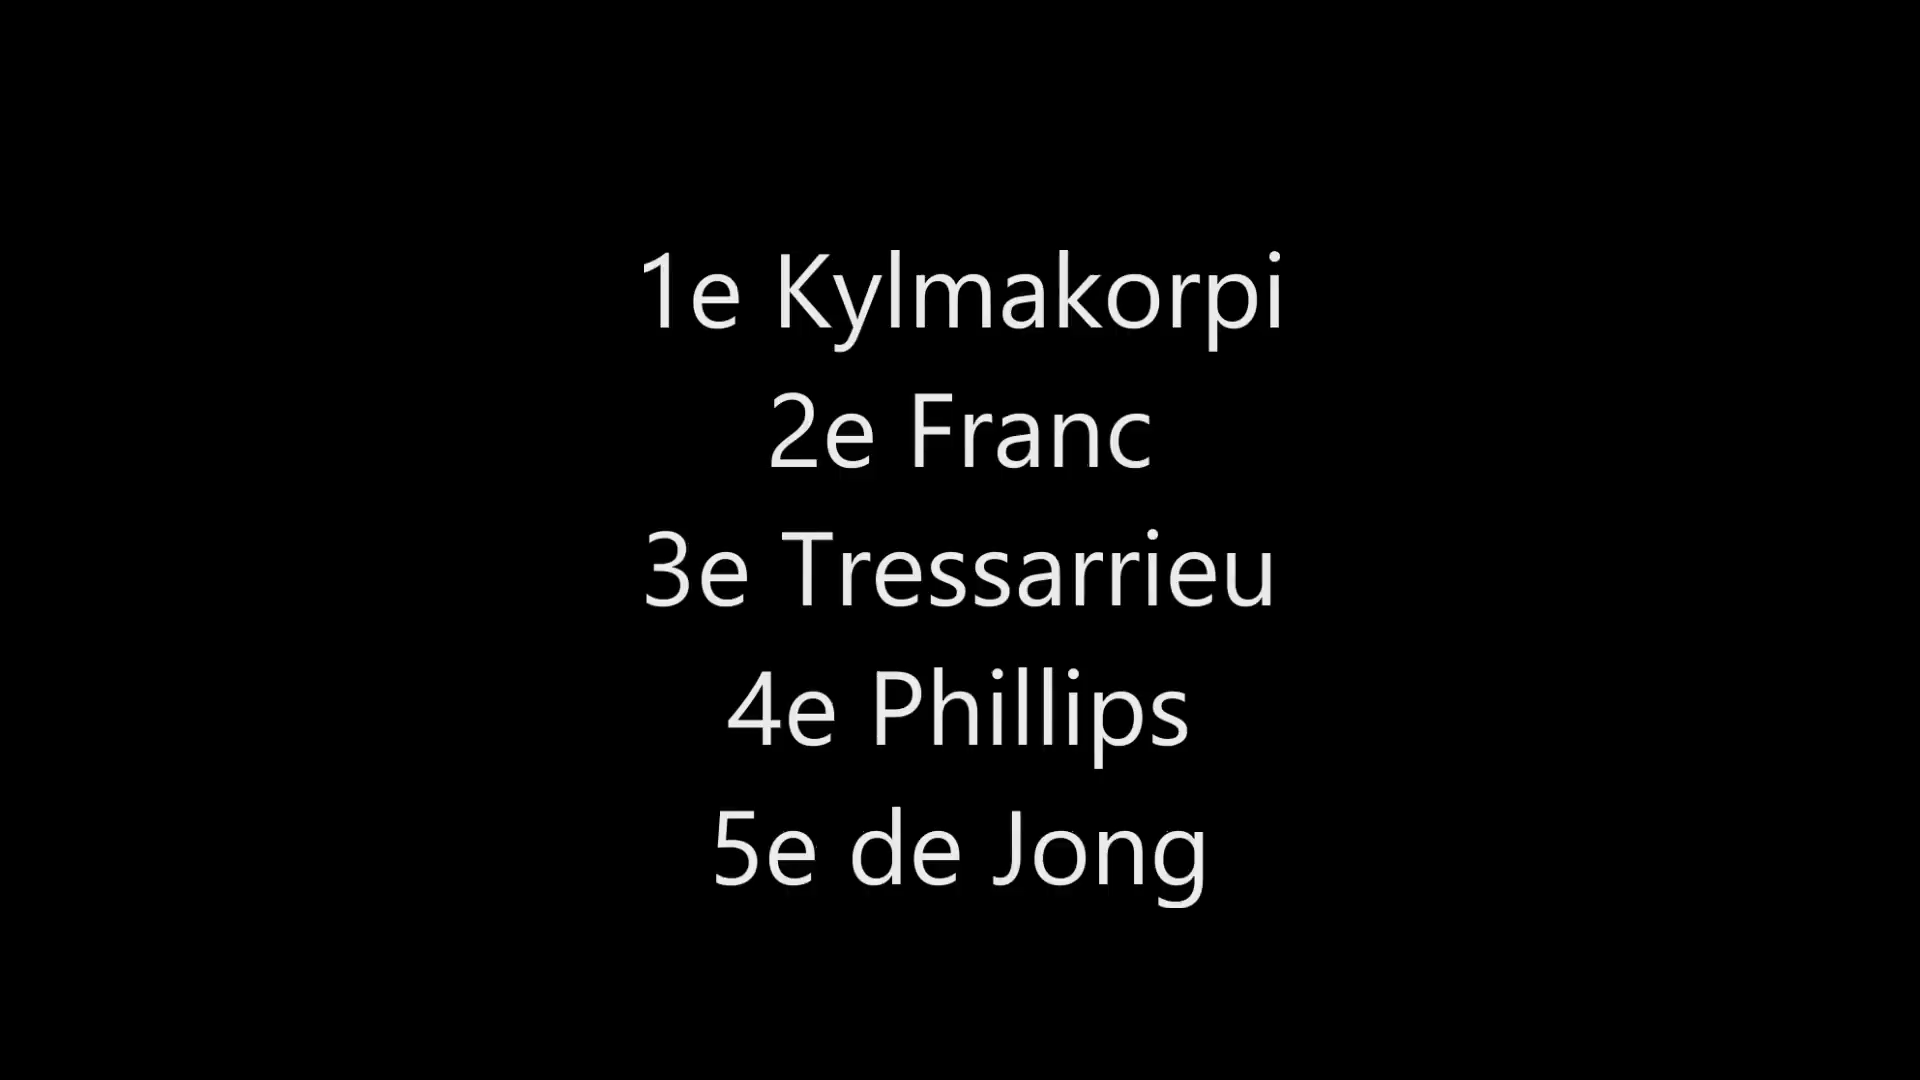 1e Kylmakorpi
2e Franc
3e Tressarrieu
4e Phillips
5e de Jong